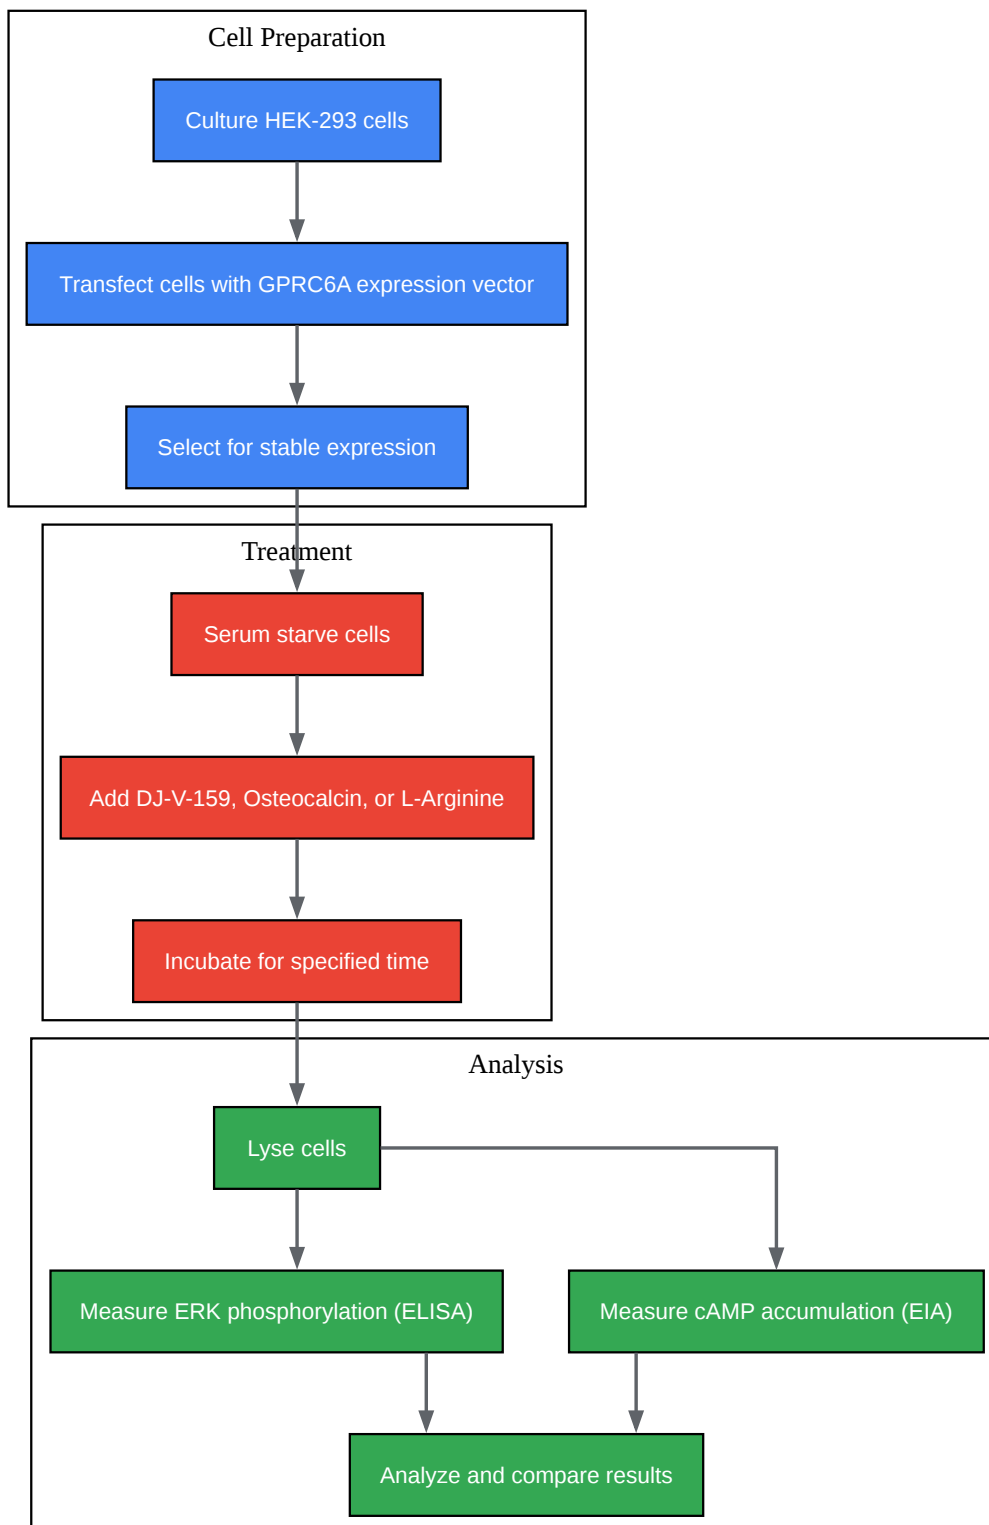 Cell Preparation
Culture HEK-293 cells
Transfect cells with GPRC6A expression vector
Select for stable expression
Treatment
Serum starve cells
Add DJ-V-159, Osteocalcin, or L-Arginine
Incubate for specified time
Analysis
Lyse cells
Measure ERK phosphorylation (ELISA)
Measure cAMP accumulation (EIA)
Analyze and compare results